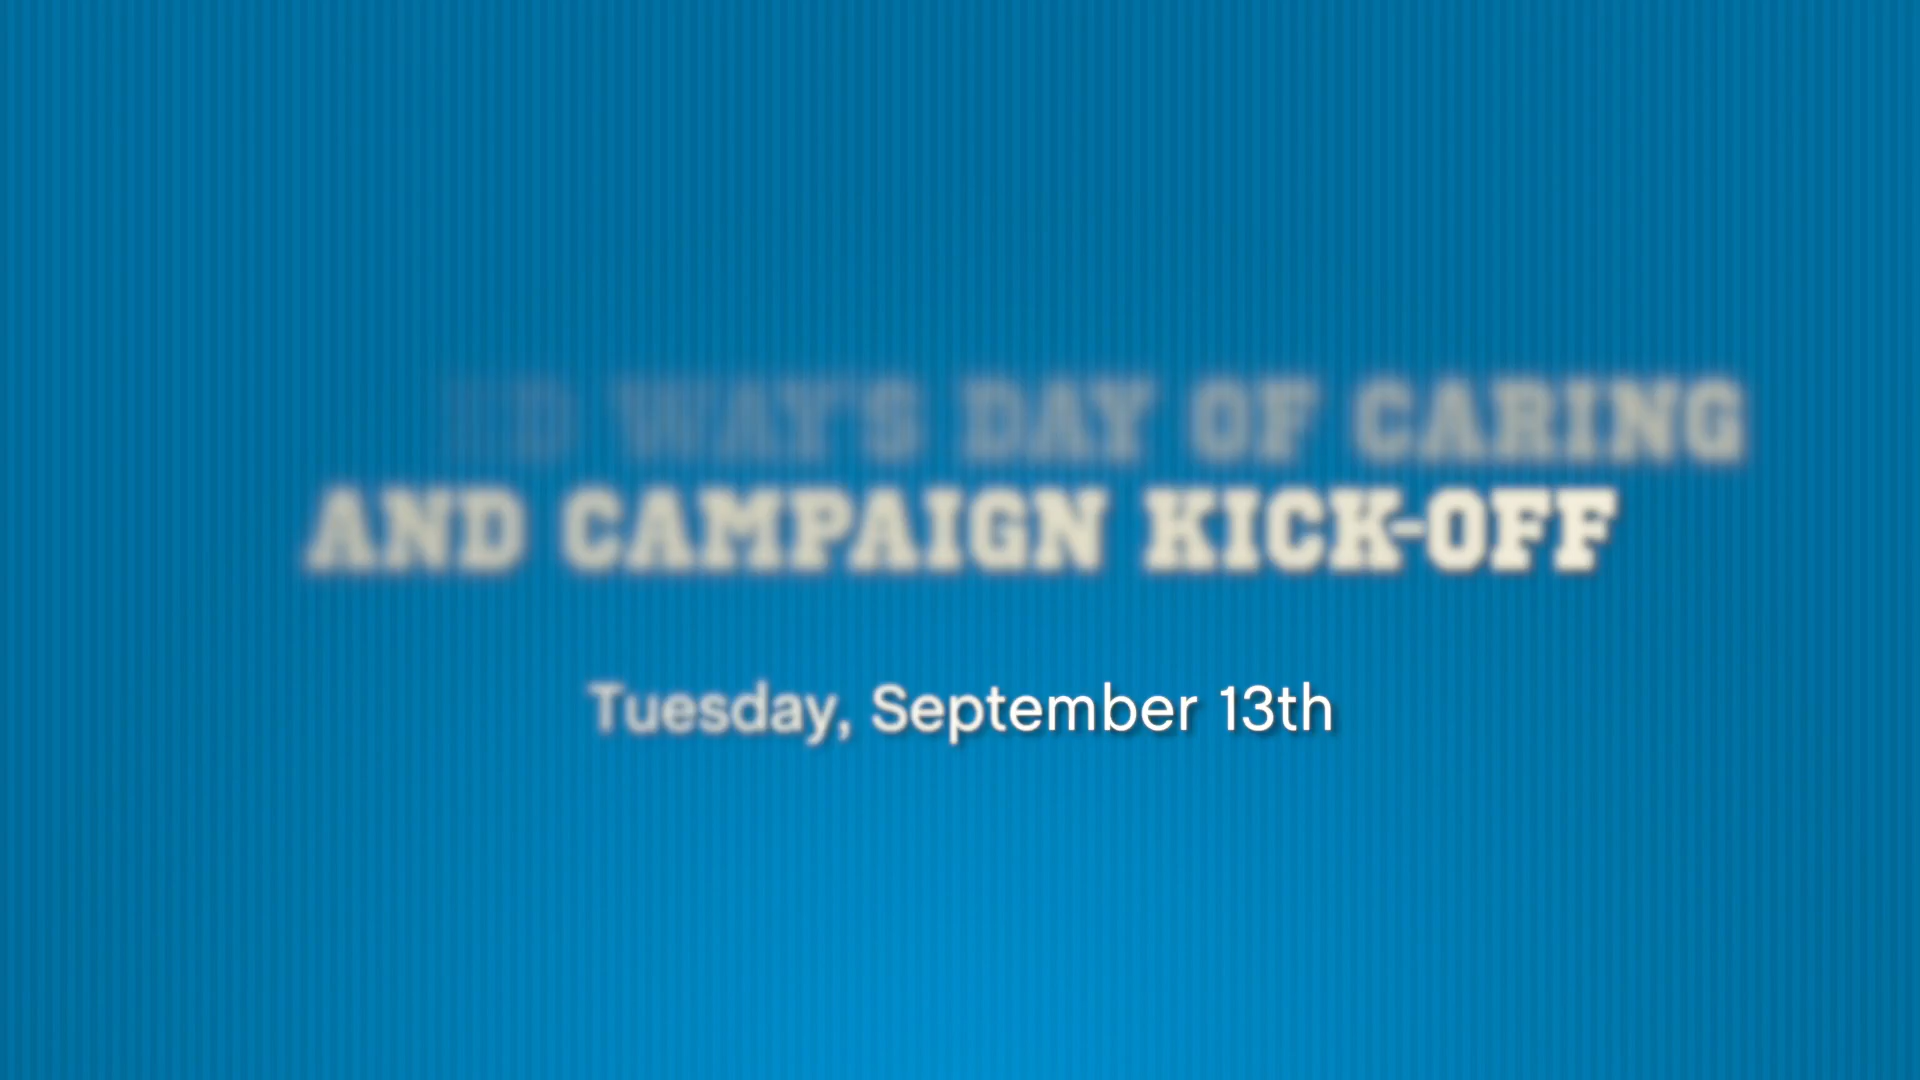 WAY'S DAY OF CARING
AND CAMPAIGN KICK-OFF
Tuesday, September 13th